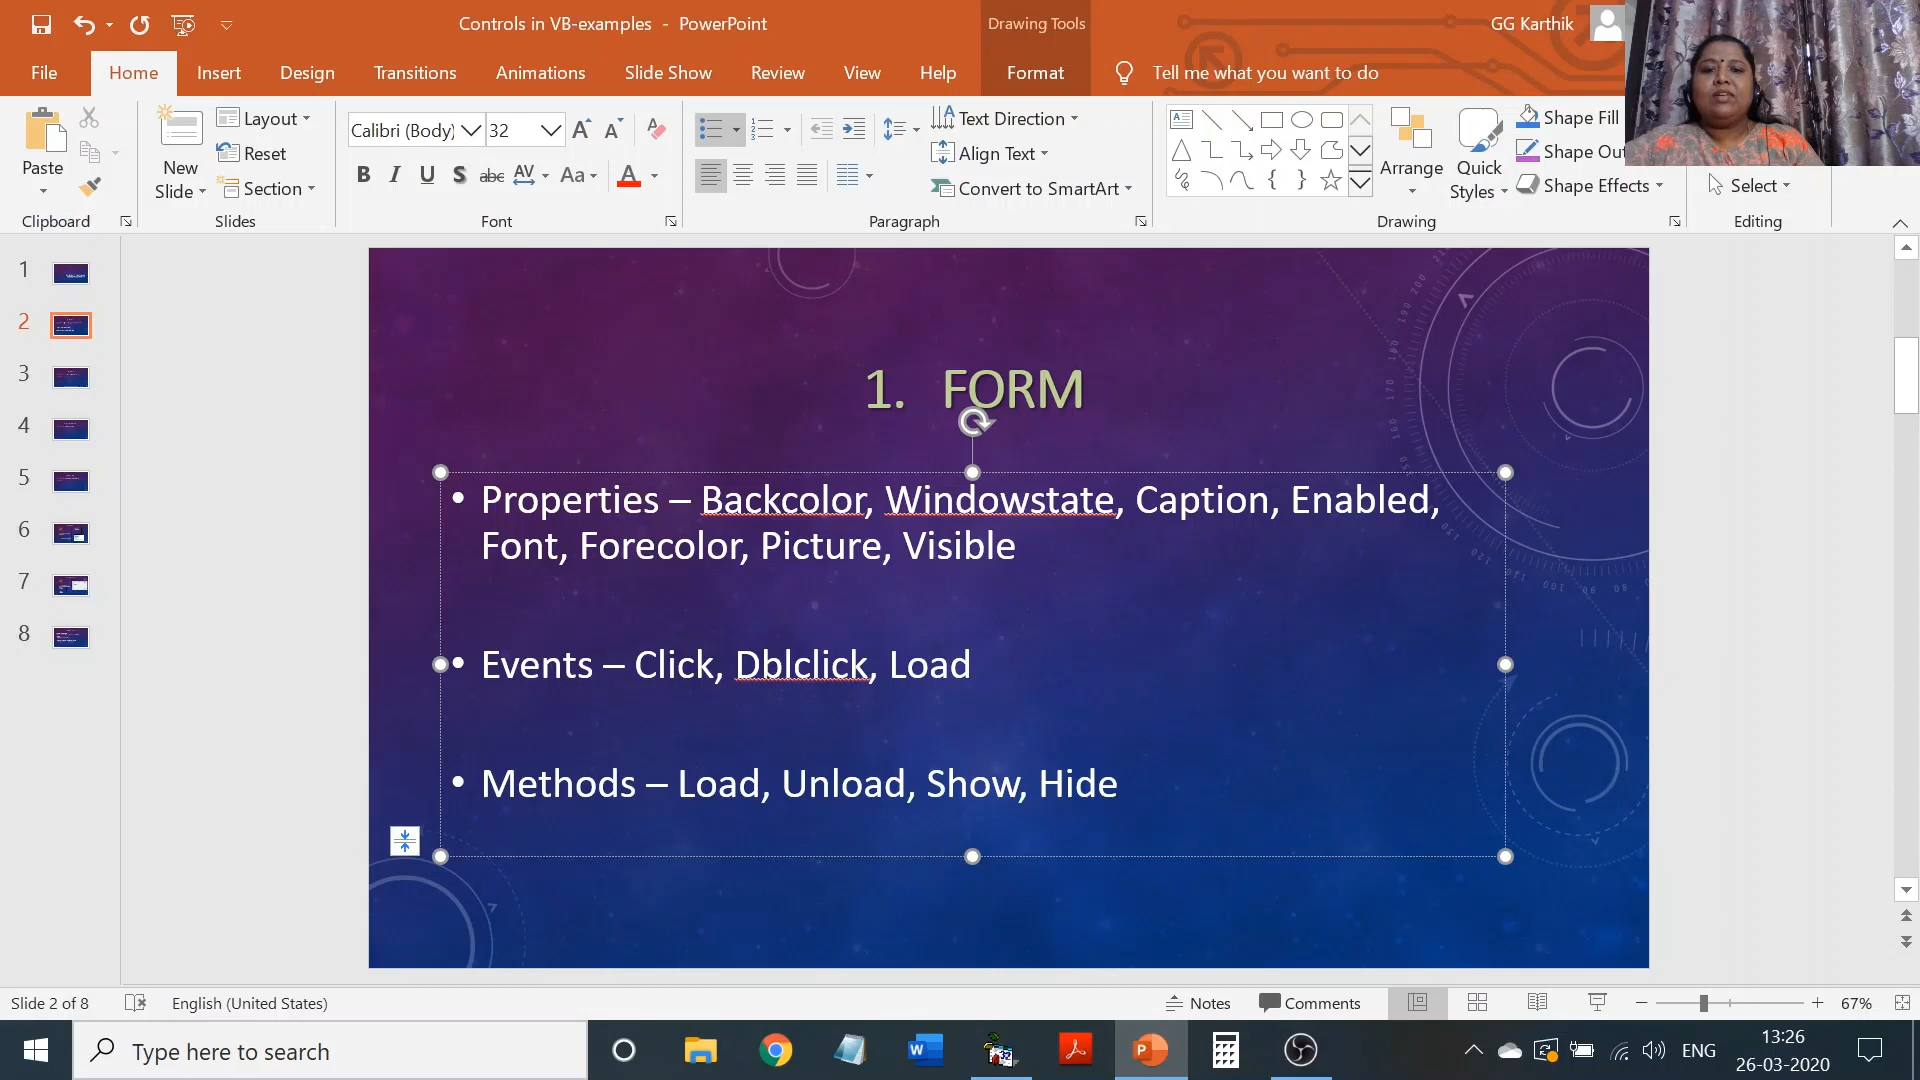 Controls in VB-examples - PowerPoint
Drawing Tools
GG Karthik
File
Home
Insert
Design
Transitions
Animations
Slide Show
Review
View
Help
Format
Tell me what you want to do
Paste
Clipboard
New
Slide
Layout
Reset
Section
Slides
Calibri (Body)
32
B I U S abc AV Aa A
Font
Text Direction
Align Text
Convert to SmartArt
Paragraph
Arrange
Quick
Styles
Shape Fill
Shape Out
Shape Effects
Drawing
Select
Editing
1
2
3
4
5
6
7
8
1. FORM
• Properties – Backcolor, Windowstate, Caption, Enabled,
Font, Forecolor, Picture, Visible
• Events – Click, Dblclick, Load
• Methods – Load, Unload, Show, Hide
Slide 2 of 8
English (United States)
Notes
Comments
67%
Type here to search
ENG
13:26
26-03-2020